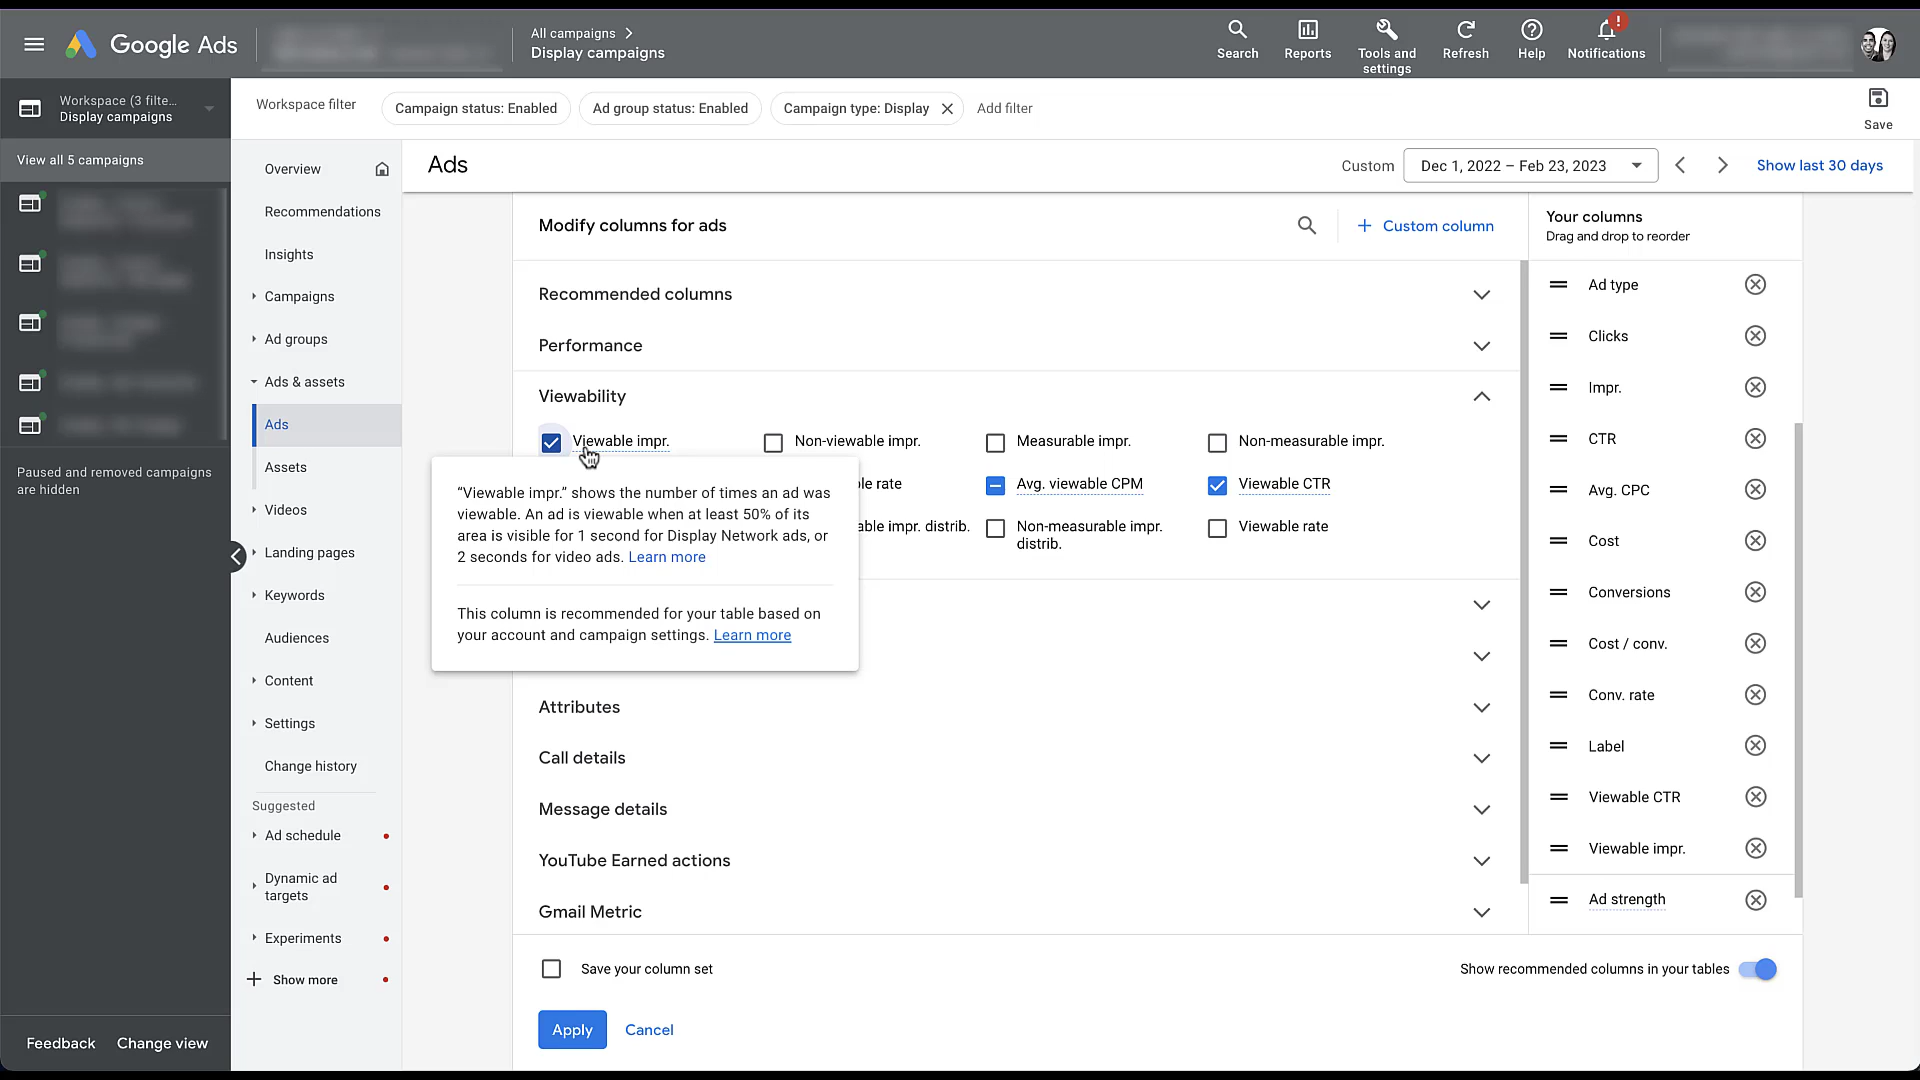 Google Ads
All campaigns
Display campaigns
Search
Reports
Tools and
settings
Refresh
Help
!
Notifications
Workspace (3 filte...
Display campaigns
Workspace filter
Campaign status: Enabled
Ad group status: Enabled
Campaign type: Display
Add filter
Save
View all 5 campaigns
Paused and removed campaigns
are hidden
Feedback
Change view
Overview
Recommendations
Insights
Campaigns
Ad groups
Ads & assets
Ads
Assets
Videos
Landing pages
Keywords
Audiences
Content
Settings
Change history
Suggested
Ad schedule
Dynamic ad
targets
Experiments
Show more
Ads
Custom
Dec 1, 2022 – Feb 23, 2023
Show last 30 days
Modify columns for ads
Custom column
Recommended columns
Performance
Viewability
Viewable impr.
Non-viewable impr.
Measurable impr.
Non-measurable impr.
le rate
Avg. viewable CPM
Viewable CTR
able impr. distrib.
Non-measurable impr.
distrib.
Viewable rate
"Viewable impr." shows the number of times an ad was
viewable. An ad is viewable when at least 50% of its
area is visible for 1 second for Display Network ads, or
2 seconds for video ads. Learn more
This column is recommended for your table based on
your account and campaign settings. Learn more
Attributes
Call details
Message details
YouTube Earned actions
Gmail Metric
Your columns
Drag and drop to reorder
Ad type
Clicks
Impr.
CTR
Avg. CPC
Cost
Conversions
Cost / conv.
Conv. rate
Label
Viewable CTR
Viewable impr.
Ad strength
Save your column set
Show recommended columns in your tables
Apply
Cancel